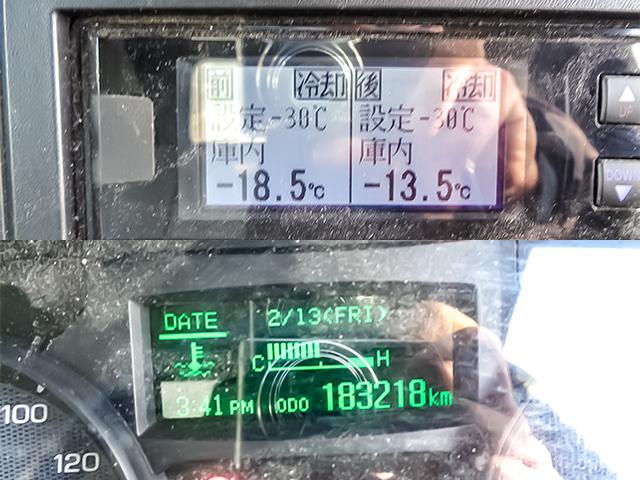 前 冷却 後 冷却
設定-30℃ 設定-30℃
庫内 庫内
-18.5℃ -13.5℃
UP
DOWN
DATE 2/13(FRI)
C H
3:41 PM ODO 183218km
100
120